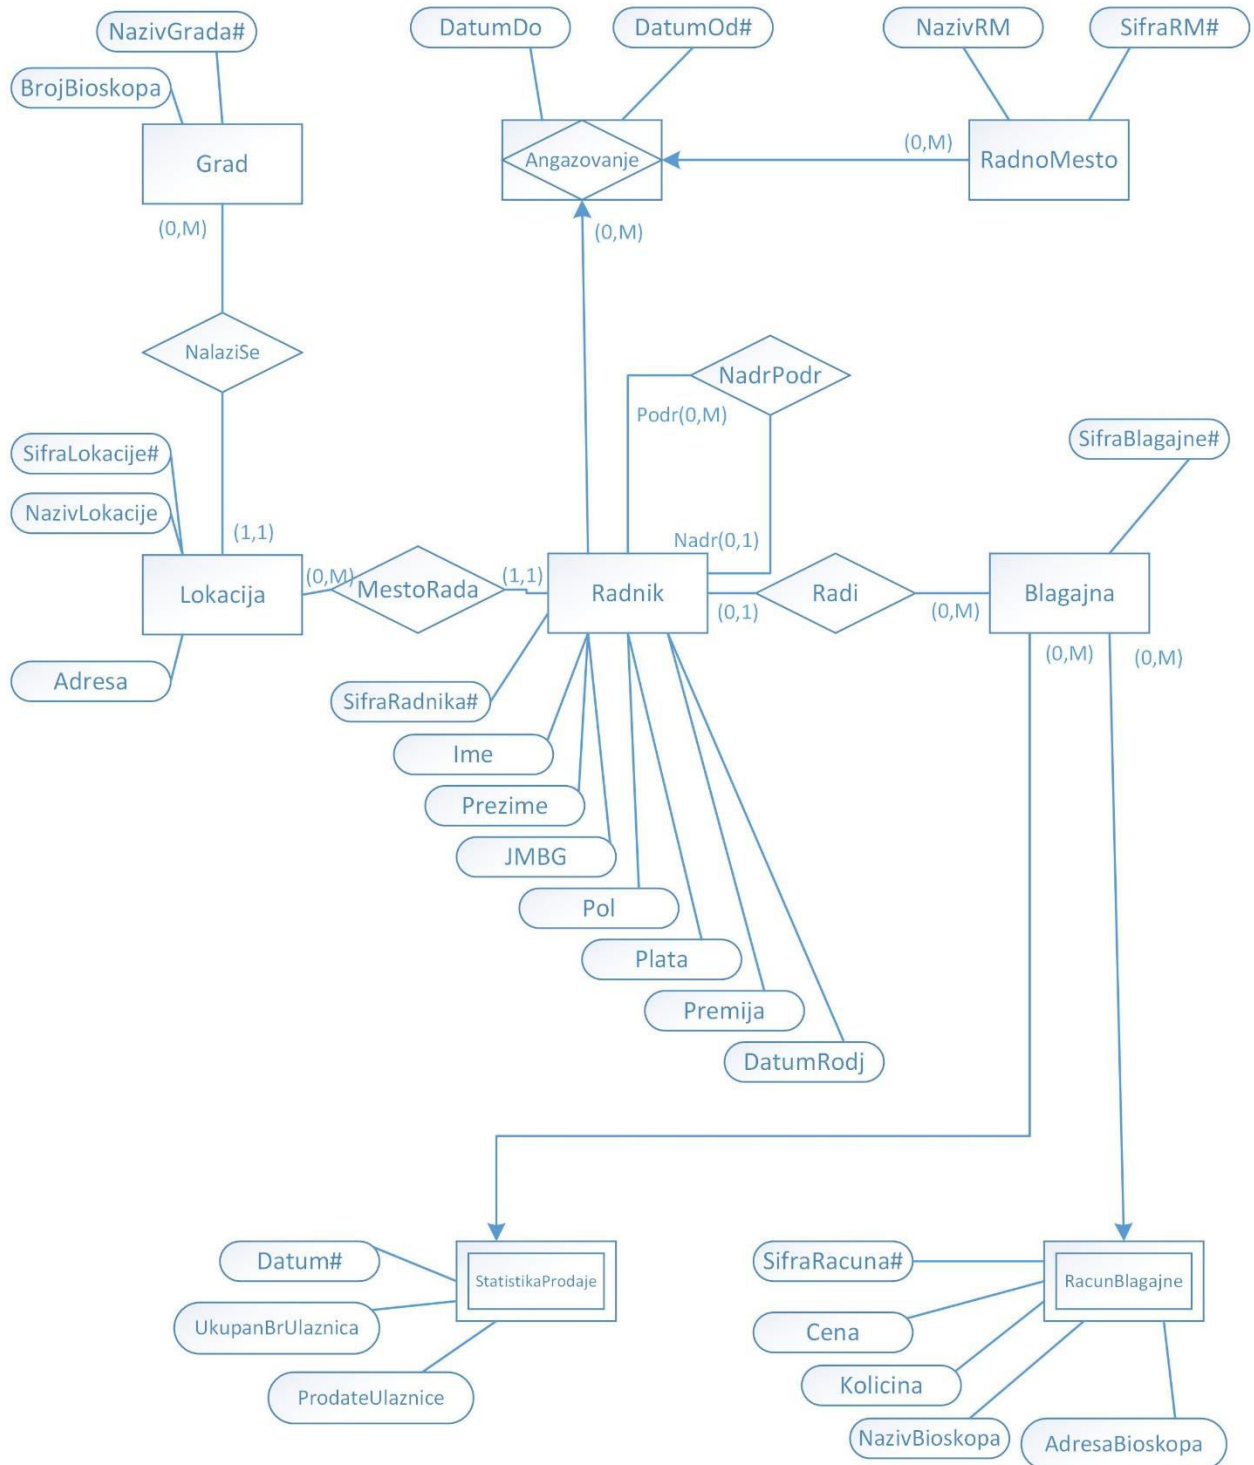 NazivGrada#
DatumDo
DatumOd#
NazivRM
SifraRM#
BrojBioskopa
Grad
Angazovanje
(0,M)
RadnoMesto
(0,M)
(0,M)
NalaziSe
NadrPodr
Podr(0,M)
SifraBlagajne#
SifraLokacije#
NazivLokacije
(1,1)
Nadr(0,1)
Lokacija
(0,M)
MestoRada
(1,1)
Radnik
(0,1)
Radi
(0,M)
Blagajna
(0,M)
(0,M)
Adresa
SifraRadnika#
Ime
Prezime
JMBG
Pol
Plata
Premija
DatumRodj
Datum#
StatistikaProdaje
SifraRacuna#
RacunBlagajne
UkupanBrUlaznica
Cena
ProdateUlaznice
Kolicina
NazivBioskopa
AdresaBioskopa